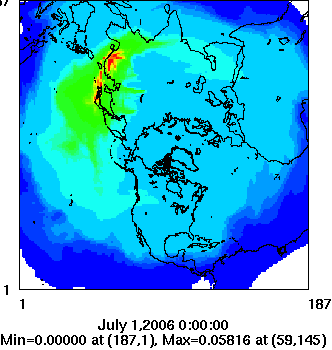 1
1
187
July 1,2006 0:00:00
Min=0.00000 at (187,1), Max=0.05816 at (59,145)